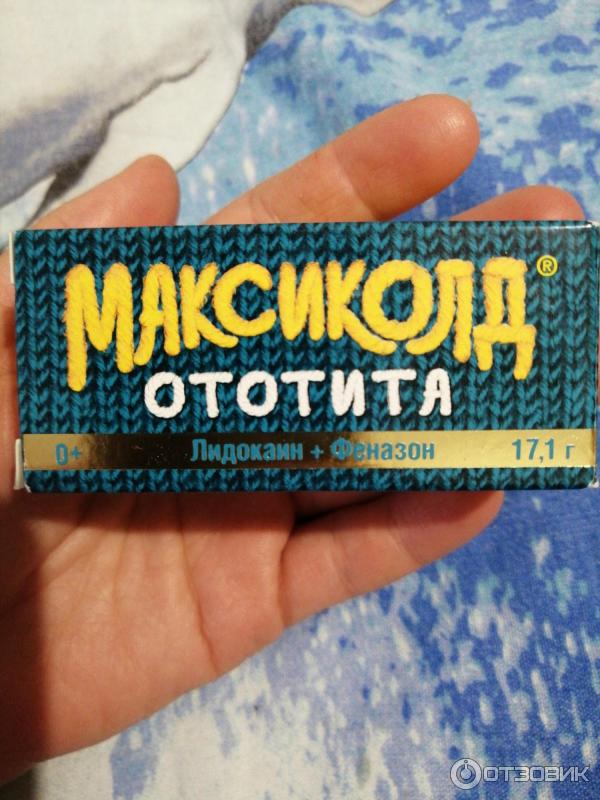 МАКСИКОЛД®
ОТОТИТА
0+ Лидокаин + Феназон 17,1 г
ОТЗОВИК